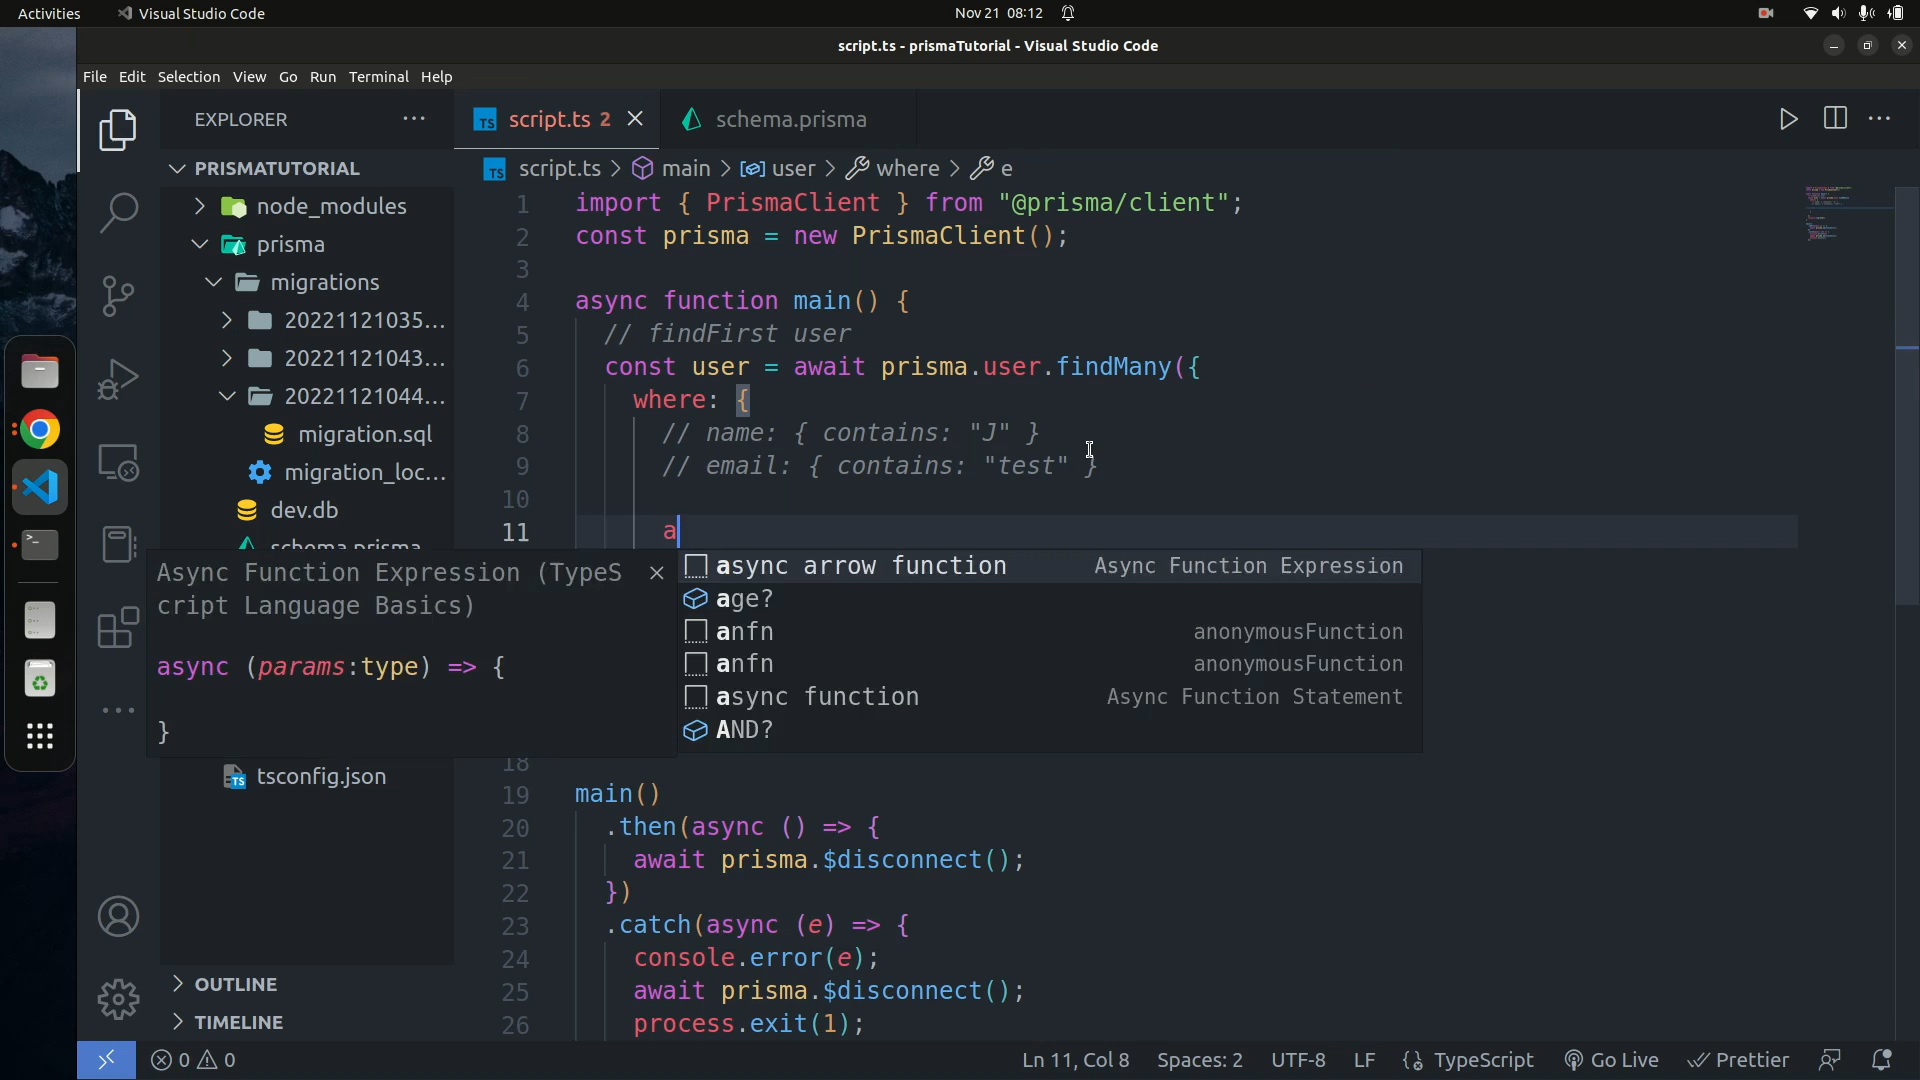 Activities
Visual Studio Code
Nov 21 08:12
script.ts - prismaTutorial - Visual Studio Code
File Edit Selection View Go Run Terminal Help
EXPLORER
script.ts 2
schema.prisma
PRISMATUTORIAL
script.ts > main > user > where > e
node_modules
prisma
migrations
20221121035...
20221121043...
20221121044...
migration.sql
migration_loc...
dev.db
schema.prisma
tsconfig.json
OUTLINE
TIMELINE
1 import { PrismaClient } from "@prisma/client";
2 const prisma = new PrismaClient();
3
4 async function main() {
5 // findFirst user
6 const user = await prisma.user.findMany({
7 where: {
8 // name: { contains: "J" }
9 // email: { contains: "test" }
10
11 a
Async Function Expression (TypeS
cript Language Basics)
async (params:type) => {
}
async arrow function Async Function Expression
age?
anfn anonymousFunction
anfn anonymousFunction
async function Async Function Statement
AND?
18
19 main()
20 .then(async () => {
21 await prisma.$disconnect();
22 })
23 .catch(async (e) => {
24 console.error(e);
25 await prisma.$disconnect();
26 process.exit(1);
0 0
Ln 11, Col 8
Spaces: 2
UTF-8
LF
TypeScript
Go Live
Prettier